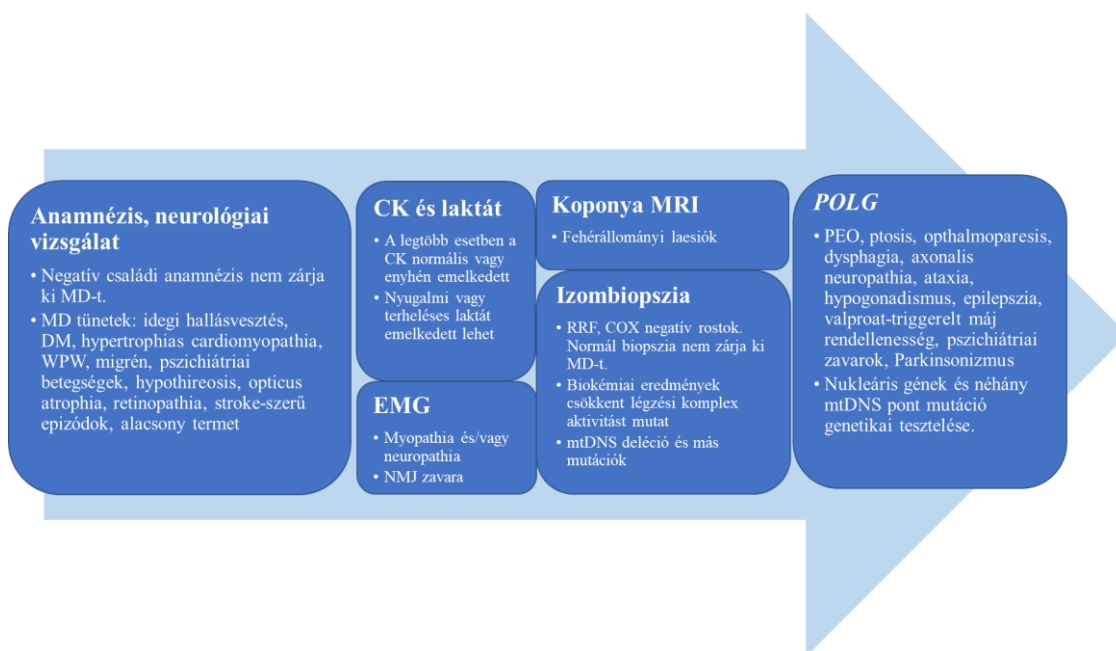 Anamnézis, neurológiai
vizsgálat
• Negatív családi anamnézis nem zárja
ki MD-t.
• MD tünetek: idegi hallásvesztés,
DM, hypertrophias cardiomyopathia,
WPW, migrén, pszichiátriai
betegségek, hypothireosis, opticus
atrophia, retinopathia, stroke-szerű
epizódok, alacsony termet
CK és laktát
• A legtöbb esetben a
CK normális vagy
enyhén emelkedett
• Nyugalmi vagy
terheléses laktát
emelkedett lehet
EMG
• Myopathia és/vagy
neuropathia
• NMJ zavara
Koponya MRI
• Fehérállományi laesiók
Izombiopszia
• RRF, COX negatív rostok.
Normál biopszia nem zárja ki
MD-t.
• Biokémiai eredmények
csökkent légzési komplex
aktivitást mutat
• mtDNS deléció és más
mutációk
POLG
• PEO, ptosis, opthalmoparesis,
dysphagia, axonalis
neuropathia, ataxia,
hypogonadismus, epilepszia,
valproat-triggerelt máj
rendellenesség, pszichiátriai
zavarok, Parkinsonizmus
• Nukleáris gének és néhány
mtDNS pont mutáció
genetikai tesztelése.